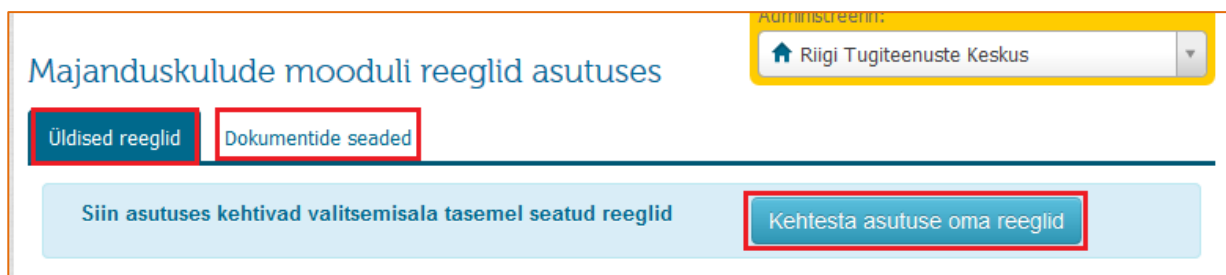 Administreerin:
Riigi Tugiteenuste Keskus
Majanduskulude mooduli reeglid asutuses
Üldised reeglid
Dokumentide seaded
Siin asutuses kehtivad valitsemisala tasemel seatud reeglid
Kehtesta asutuse oma reeglid